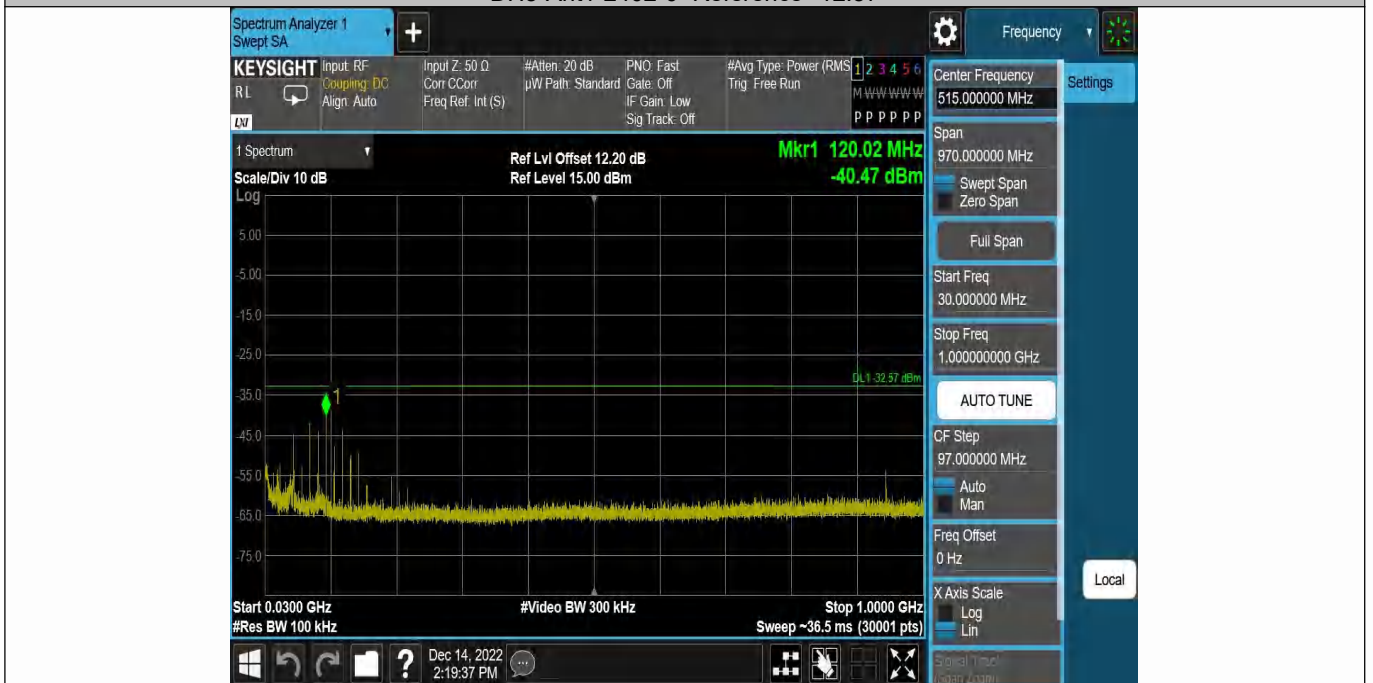 Spectrum Analyzer 1
Swept SA
+
Frequency
KEYSIGHT
RL
LXI
Input: RF
Coupling: DC
Align: Auto
Input Z: 50 Ω
Corr CCorr
Freq Ref: Int (S)
#Atten: 20 dB
µW Path: Standard
PNO: Fast
Gate: Off
IF Gain: Low
Sig Track: Off
#Avg Type: Power (RMS
Trig: Free Run
1 2 3 4 5 6
M W W W W W
P P P P P P
Center Frequency
515.000000 MHz
Settings
Span
970.000000 MHz
Swept Span
Zero Span
Full Span
Start Freq
30.000000 MHz
Stop Freq
1.000000000 GHz
AUTO TUNE
CF Step
97.000000 MHz
Auto
Man
Freq Offset
0 Hz
X Axis Scale
Log
Lin
Signal Track
(Span Zoom)
Local
1 Spectrum
Scale/Div 10 dB
Ref Lvl Offset 12.20 dB
Ref Level 15.00 dBm
Mkr1 120.02 MHz
-40.47 dBm
Log
5.00
-5.00
-15.0
-25.0
DL1 -32.57 dBm
-35.0
1
-45.0
-55.0
-65.0
-75.0
Start 0.0300 GHz
#Res BW 100 kHz
#Video BW 300 kHz
Stop 1.0000 GHz
Sweep ~36.5 ms (30001 pts)
?
Dec 14, 2022
2:19:37 PM